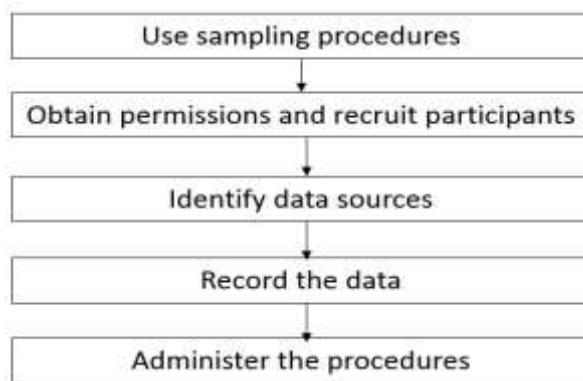 Use sampling procedures
Obtain permissions and recruit participants
Identify data sources
Record the data
Administer the procedures